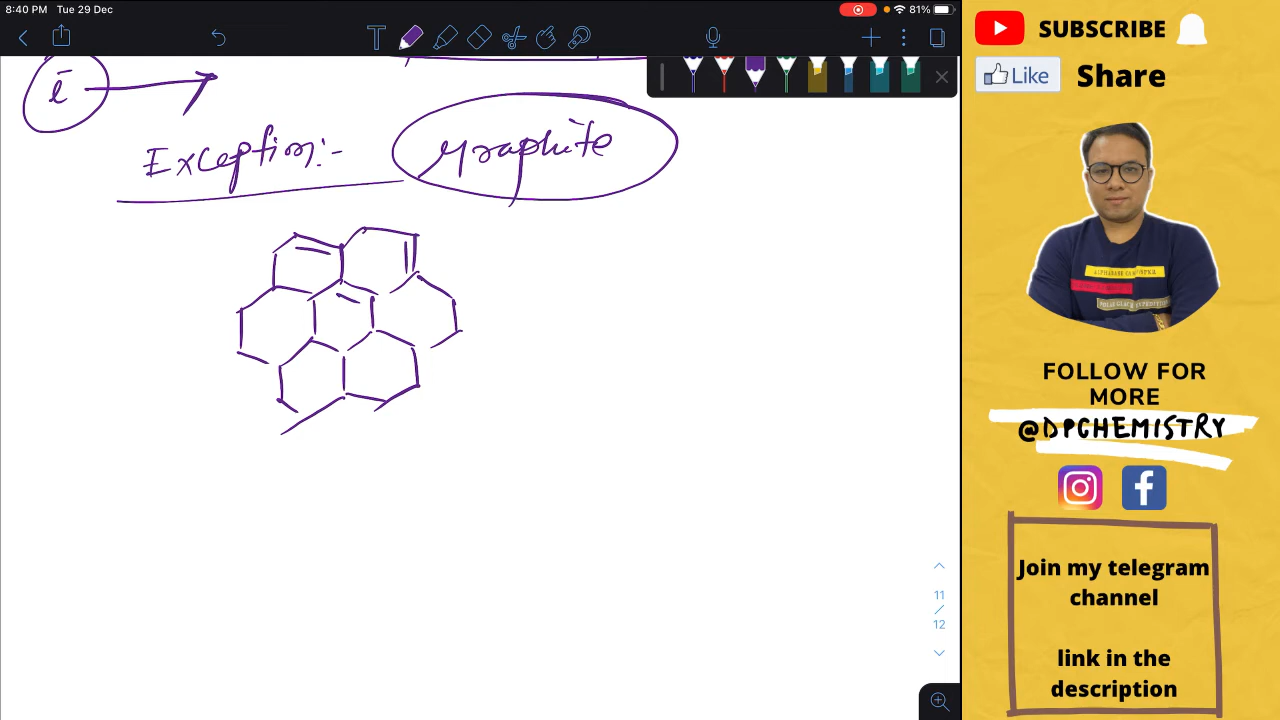 8:40 PM Tue 29 Dec
81%
ē
Exception:-
Graphite
11
/
12
SUBSCRIBE
Like
Share
FOLLOW FOR
MORE
@DPCHEMISTRY
Join my telegram
channel
link in the
description